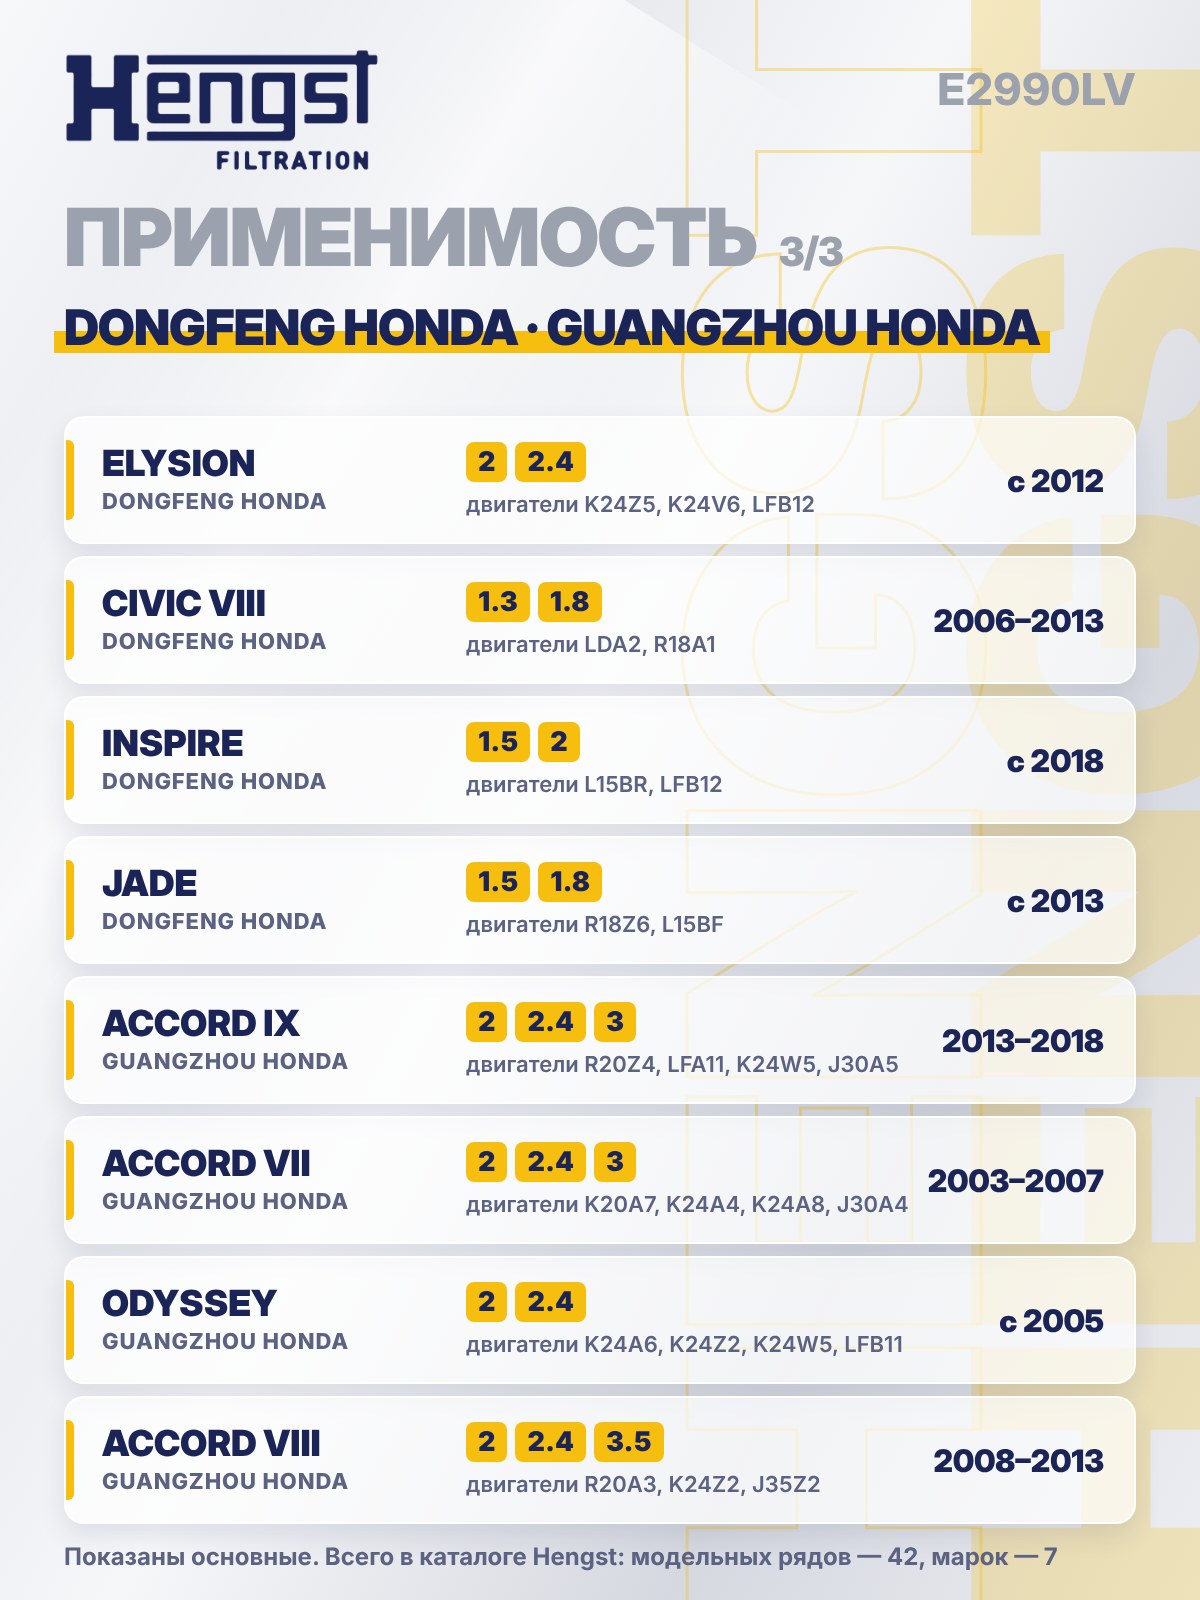 Hengst
FILTRATION
E2990LV
ПРИМЕНИМОСТЬ 3/3
DONGFENG HONDA · GUANGZHOU HONDA
ELYSION
DONGFENG HONDA
2 2.4
двигатели K24Z5, K24V6, LFB12
с 2012
CIVIC VIII
DONGFENG HONDA
1.3 1.8
двигатели LDA2, R18A1
2006–2013
INSPIRE
DONGFENG HONDA
1.5 2
двигатели L15BR, LFB12
с 2018
JADE
DONGFENG HONDA
1.5 1.8
двигатели R18Z6, L15BF
с 2013
ACCORD IX
GUANGZHOU HONDA
2 2.4 3
двигатели R20Z4, LFA11, K24W5, J30A5
2013–2018
ACCORD VII
GUANGZHOU HONDA
2 2.4 3
двигатели K20A7, K24A4, K24A8, J30A4
2003–2007
ODYSSEY
GUANGZHOU HONDA
2 2.4
двигатели K24A6, K24Z2, K24W5, LFB11
с 2005
ACCORD VIII
GUANGZHOU HONDA
2 2.4 3.5
двигатели R20A3, K24Z2, J35Z2
2008–2013
Показаны основные. Всего в каталоге Hengst: модельных рядов — 42, марок — 7
HENGST
HENGST